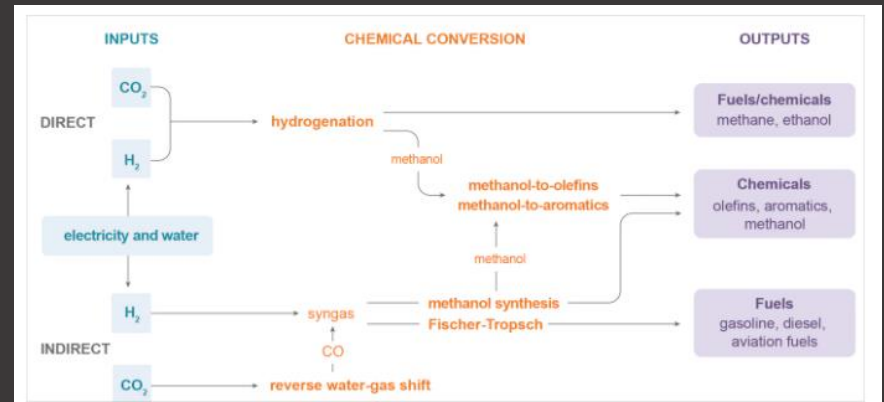 INPUTS
CHEMICAL CONVERSION
OUTPUTS
CO₂
DIRECT
H₂
hydrogenation
methanol
Fuels/chemicals
methane, ethanol
methanol-to-olefins
methanol-to-aromatics
Chemicals
olefins, aromatics,
methanol
electricity and water
methanol
H₂
syngas
methanol synthesis
Fischer-Tropsch
Fuels
gasoline, diesel,
aviation fuels
INDIRECT
CO
CO₂
reverse water-gas shift